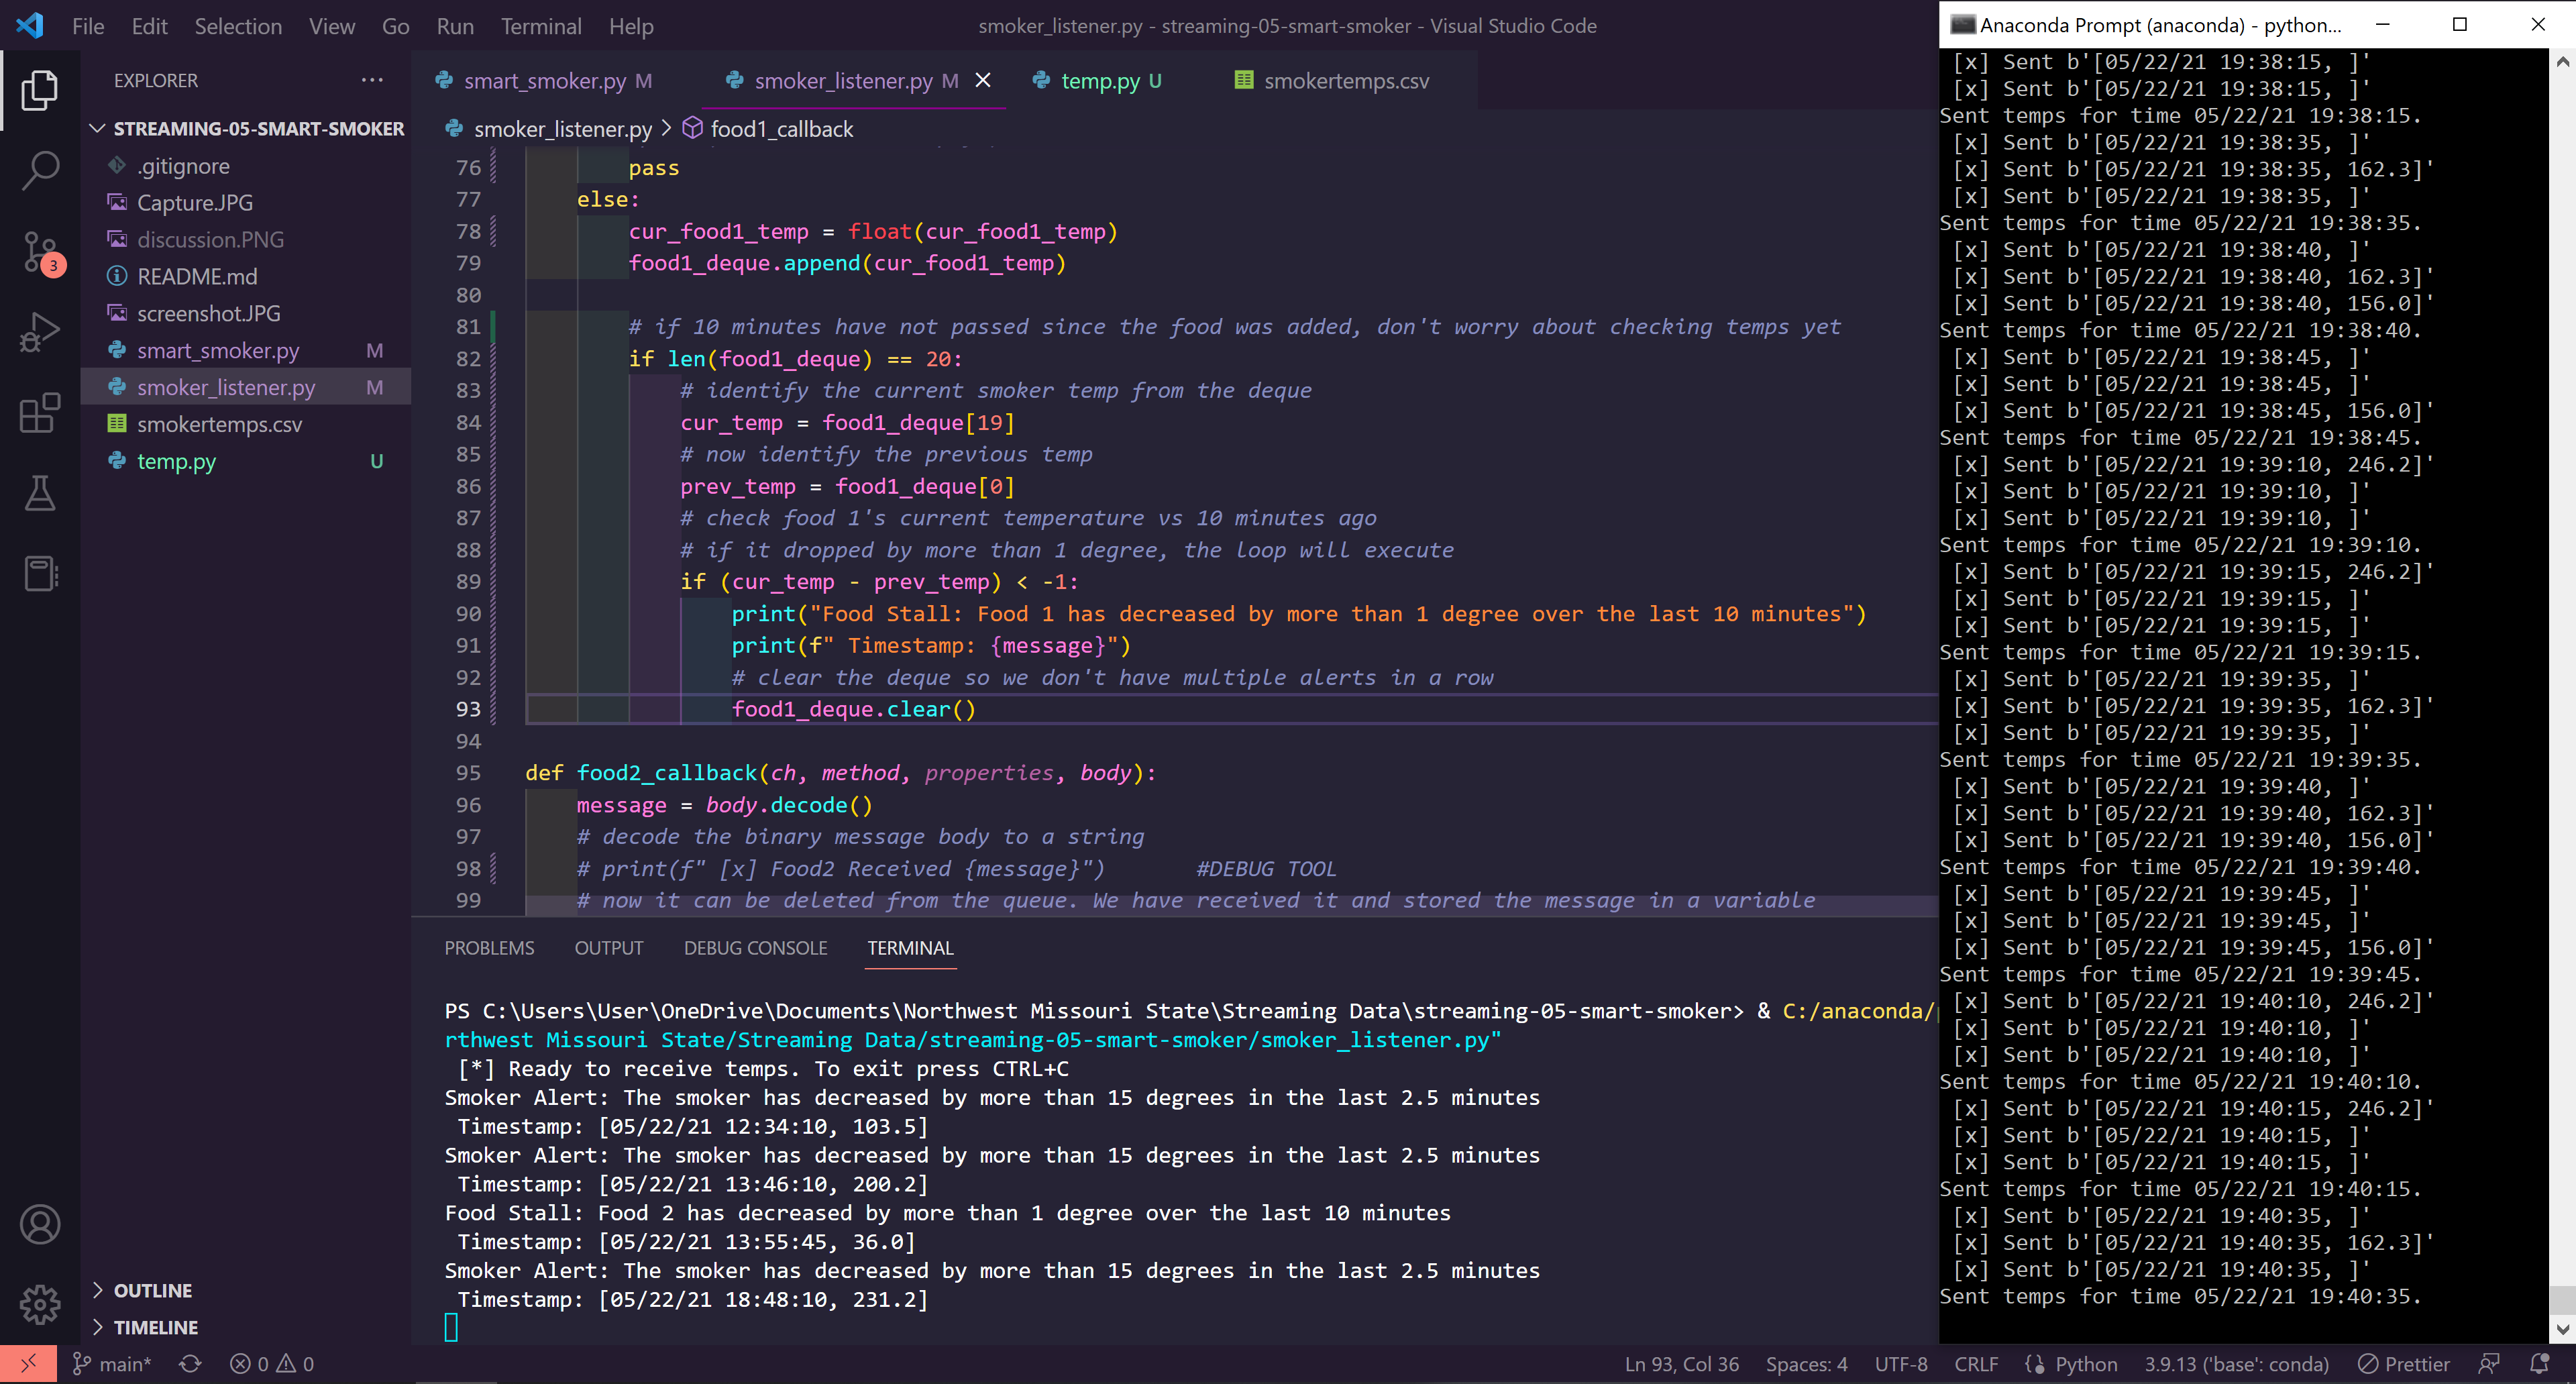 File Edit Selection View Go Run Terminal Help
smoker_listener.py - streaming-05-smart-smoker - Visual Studio Code
EXPLORER ...
STREAMING-05-SMART-SMOKER
.gitignore
Capture.JPG
discussion.PNG
README.md
screenshot.JPG
smart_smoker.py M
smoker_listener.py M
smokertemps.csv
temp.py U
3
OUTLINE
TIMELINE
smart_smoker.py M
smoker_listener.py M
temp.py U
smokertemps.csv
smoker_listener.py > food1_callback
76 pass
77 else:
78 cur_food1_temp = float(cur_food1_temp)
79 food1_deque.append(cur_food1_temp)
80
81 # if 10 minutes have not passed since the food was added, don't worry about checking temps yet
82 if len(food1_deque) == 20:
83 # identify the current smoker temp from the deque
84 cur_temp = food1_deque[19]
85 # now identify the previous temp
86 prev_temp = food1_deque[0]
87 # check food 1's current temperature vs 10 minutes ago
88 # if it dropped by more than 1 degree, the loop will execute
89 if (cur_temp - prev_temp) < -1:
90 print("Food Stall: Food 1 has decreased by more than 1 degree over the last 10 minutes")
91 print(f" Timestamp: {message}")
92 # clear the deque so we don't have multiple alerts in a row
93 food1_deque.clear()
94
95 def food2_callback(ch, method, properties, body):
96 message = body.decode()
97 # decode the binary message body to a string
98 # print(f" [x] Food2 Received {message}") #DEBUG TOOL
99 # now it can be deleted from the queue. We have received it and stored the message in a variable
PROBLEMS OUTPUT DEBUG CONSOLE TERMINAL
PS C:\Users\User\OneDrive\Documents\Northwest Missouri State\Streaming Data\streaming-05-smart-smoker> & C:/anaconda/
rthwest Missouri State/Streaming Data/streaming-05-smart-smoker/smoker_listener.py"
[*] Ready to receive temps. To exit press CTRL+C
Smoker Alert: The smoker has decreased by more than 15 degrees in the last 2.5 minutes
Timestamp: [05/22/21 12:34:10, 103.5]
Smoker Alert: The smoker has decreased by more than 15 degrees in the last 2.5 minutes
Timestamp: [05/22/21 13:46:10, 200.2]
Food Stall: Food 2 has decreased by more than 1 degree over the last 10 minutes
Timestamp: [05/22/21 13:55:45, 36.0]
Smoker Alert: The smoker has decreased by more than 15 degrees in the last 2.5 minutes
Timestamp: [05/22/21 18:48:10, 231.2]
Anaconda Prompt (anaconda) - python...
[x] Sent b'[05/22/21 19:38:15, ]'
[x] Sent b'[05/22/21 19:38:15, ]'
Sent temps for time 05/22/21 19:38:15.
[x] Sent b'[05/22/21 19:38:35, ]'
[x] Sent b'[05/22/21 19:38:35, 162.3]'
[x] Sent b'[05/22/21 19:38:35, ]'
Sent temps for time 05/22/21 19:38:35.
[x] Sent b'[05/22/21 19:38:40, ]'
[x] Sent b'[05/22/21 19:38:40, 162.3]'
[x] Sent b'[05/22/21 19:38:40, 156.0]'
Sent temps for time 05/22/21 19:38:40.
[x] Sent b'[05/22/21 19:38:45, ]'
[x] Sent b'[05/22/21 19:38:45, ]'
[x] Sent b'[05/22/21 19:38:45, 156.0]'
Sent temps for time 05/22/21 19:38:45.
[x] Sent b'[05/22/21 19:39:10, 246.2]'
[x] Sent b'[05/22/21 19:39:10, ]'
[x] Sent b'[05/22/21 19:39:10, ]'
Sent temps for time 05/22/21 19:39:10.
[x] Sent b'[05/22/21 19:39:15, 246.2]'
[x] Sent b'[05/22/21 19:39:15, ]'
[x] Sent b'[05/22/21 19:39:15, ]'
Sent temps for time 05/22/21 19:39:15.
[x] Sent b'[05/22/21 19:39:35, ]'
[x] Sent b'[05/22/21 19:39:35, 162.3]'
[x] Sent b'[05/22/21 19:39:35, ]'
Sent temps for time 05/22/21 19:39:35.
[x] Sent b'[05/22/21 19:39:40, ]'
[x] Sent b'[05/22/21 19:39:40, 162.3]'
[x] Sent b'[05/22/21 19:39:40, 156.0]'
Sent temps for time 05/22/21 19:39:40.
[x] Sent b'[05/22/21 19:39:45, ]'
[x] Sent b'[05/22/21 19:39:45, ]'
[x] Sent b'[05/22/21 19:39:45, 156.0]'
Sent temps for time 05/22/21 19:39:45.
[x] Sent b'[05/22/21 19:40:10, 246.2]'
[x] Sent b'[05/22/21 19:40:10, ]'
[x] Sent b'[05/22/21 19:40:10, ]'
Sent temps for time 05/22/21 19:40:10.
[x] Sent b'[05/22/21 19:40:15, 246.2]'
[x] Sent b'[05/22/21 19:40:15, ]'
[x] Sent b'[05/22/21 19:40:15, ]'
Sent temps for time 05/22/21 19:40:15.
[x] Sent b'[05/22/21 19:40:35, ]'
[x] Sent b'[05/22/21 19:40:35, 162.3]'
[x] Sent b'[05/22/21 19:40:35, ]'
Sent temps for time 05/22/21 19:40:35.
main* 0 0 Ln 93, Col 36 Spaces: 4 UTF-8 CRLF Python 3.9.13 ('base': conda) Prettier